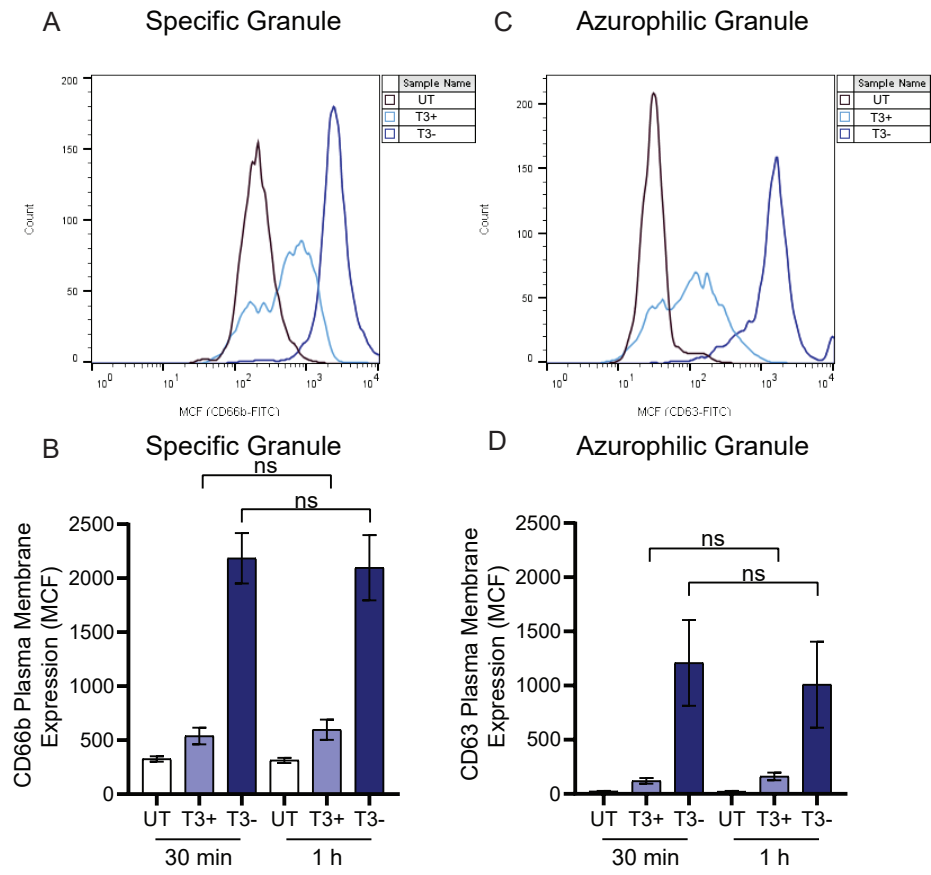 A
Specific Granule
200
150
100
50
0
Count
10^0 10^1 10^2 10^3 10^4
MCF (CD66b-FITC)
Sample Name
UT
T3+
T3-
C
Azurophilic Granule
200
150
100
50
0
Count
10^0 10^1 10^2 10^3 10^4
MCF (CD63-FITC)
Sample Name
UT
T3+
T3-
B
Specific Granule
ns
ns
2500
2000
1500
1000
500
0
CD66b Plasma Membrane
Expression (MCF)
UT T3+ T3- UT T3+ T3-
30 min 1 h
D
Azurophilic Granule
ns
ns
2500
2000
1500
1000
500
0
CD63 Plasma Membrane
Expression (MCF)
UT T3+ T3- UT T3+ T3-
30 min 1 h